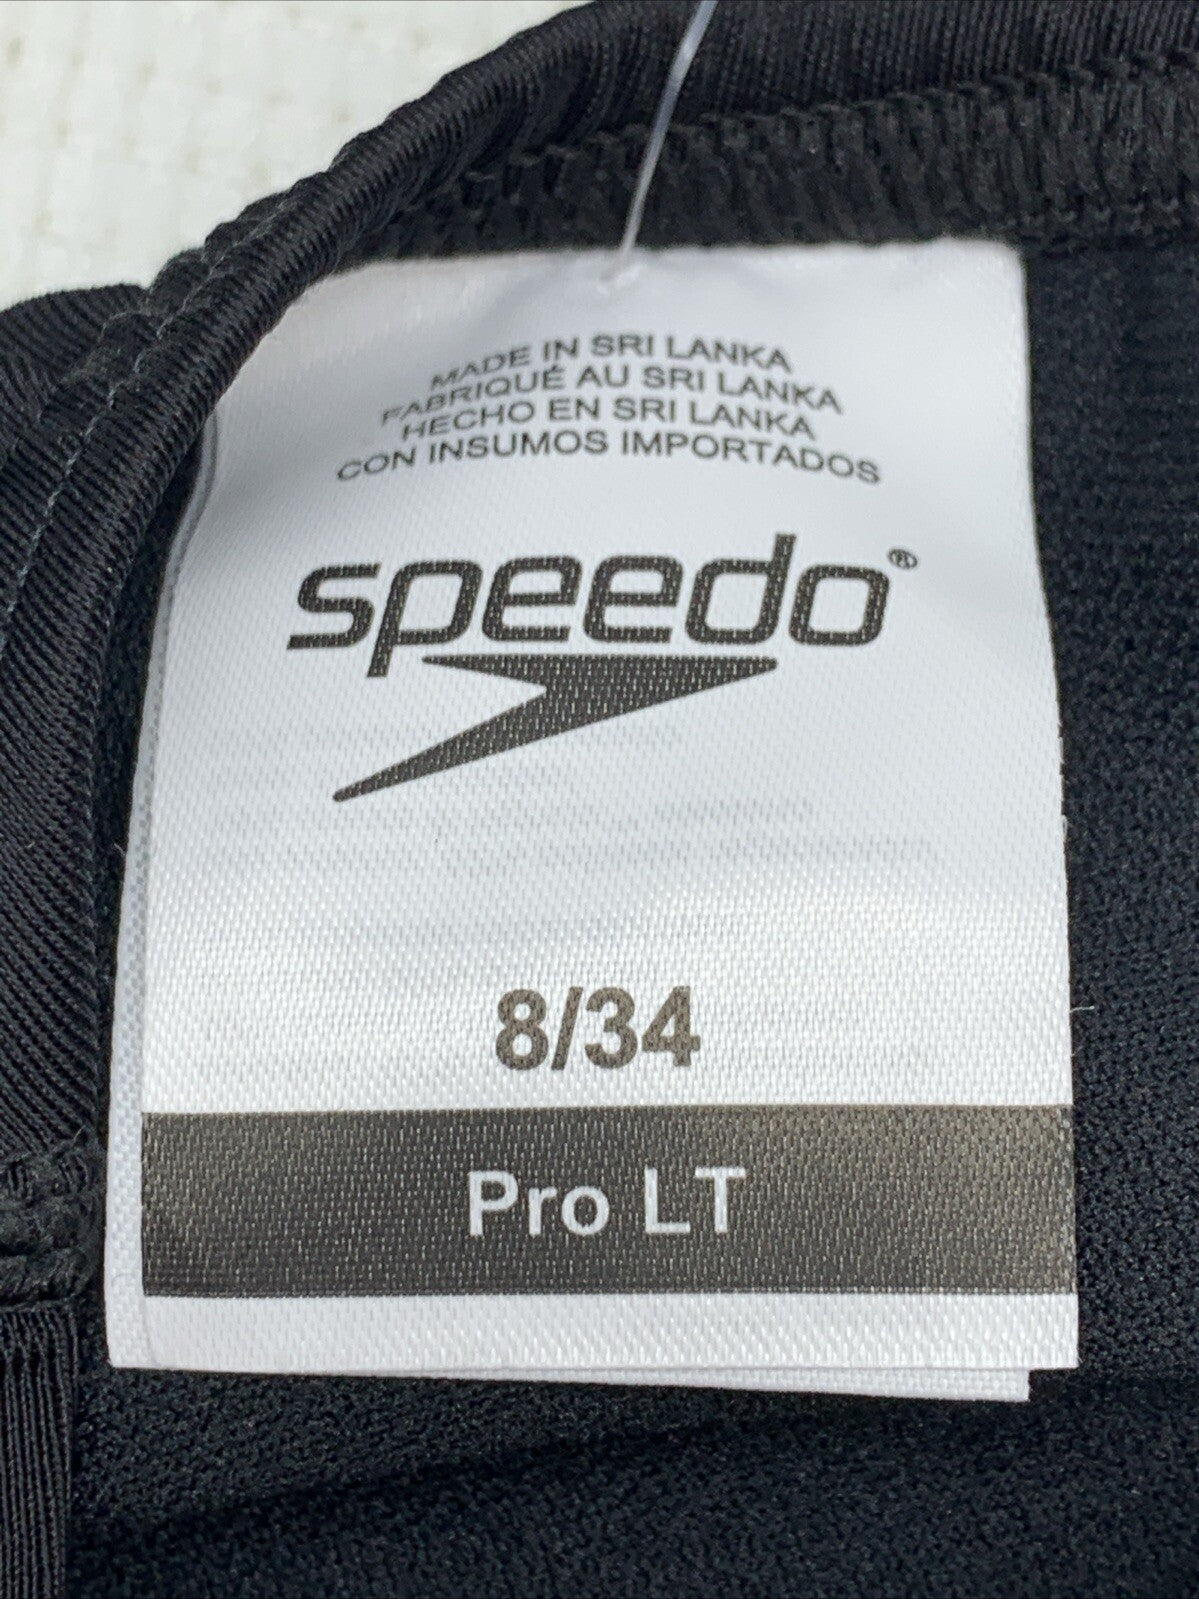 MADE IN SRI LANKA
FABRIQUÉ AU SRI LANKA
HECHO EN SRI LANKA
CON INSUMOS IMPORTADOS
speedo®
8/34
Pro LT